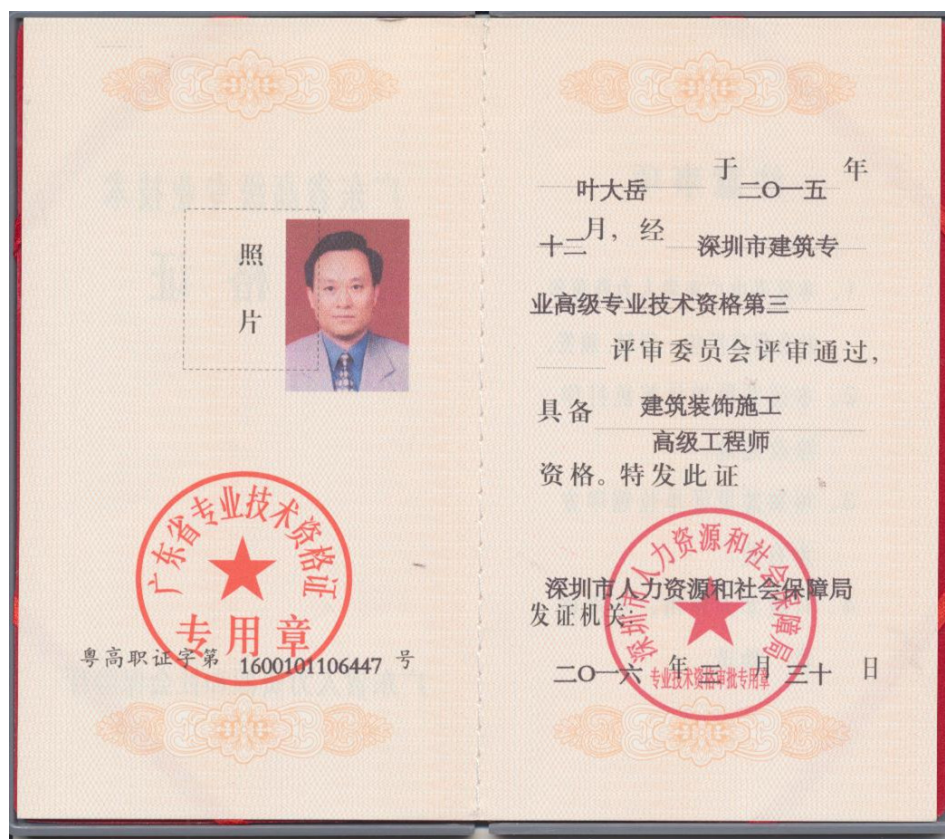 照
片
广东省专业技术资格证
专用章
粤高职证字第 1600101106447 号
叶大岳 于 二〇一五 年
十二 月，经 深圳市建筑专
业高级专业技术资格第三
评审委员会评审通过，
具备 建筑装饰施工
高级工程师
资格。特发此证
深圳市人力资源和社会保障局
深圳市人力资源和社会保障局
发证机关：
二〇一六 年 三 月 三十 日
专业技术资格审批专用章